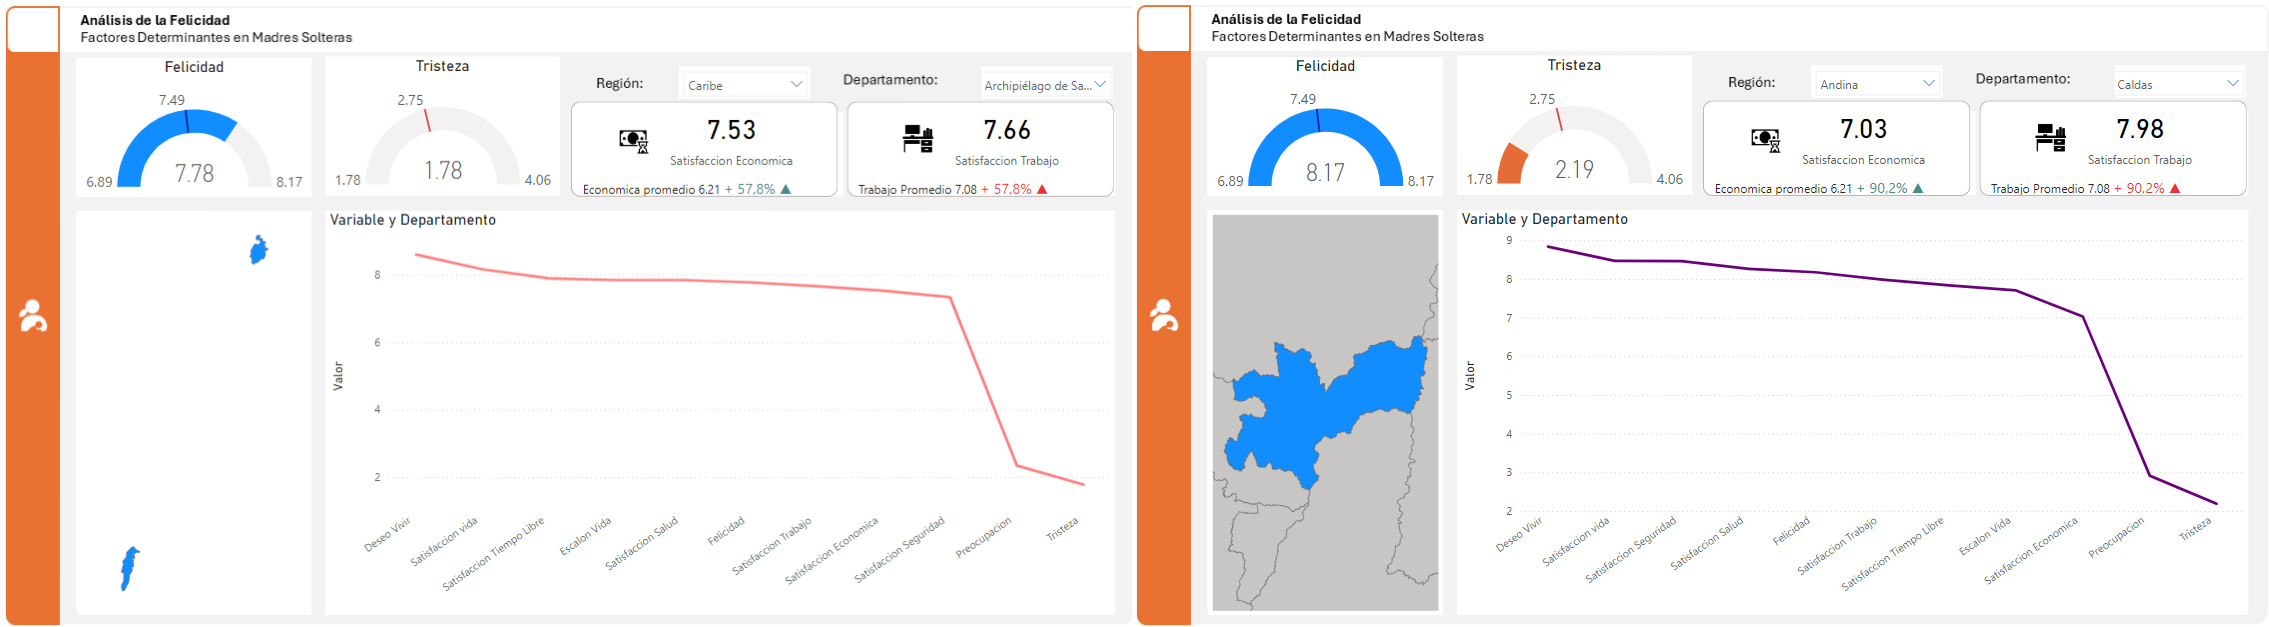 Análisis de la Felicidad
Factores Determinantes en Madres Solteras
Felicidad
7.49
6.89
7.78
8.17
Tristeza
2.75
1.78
1.78
4.06
Región:
Caribe
Departamento:
Archipiélago de Sa...
7.53
Satisfaccion Economica
Economica promedio 6.21 + 57,8%
7.66
Satisfaccion Trabajo
Trabajo Promedio 7.08 + 57,8%
Variable y Departamento
Valor
8
6
4
2
Deseo Vivir
Satisfaccion vida
Satisfaccion Tiempo Libre
Escalon Vida
Satisfaccion Salud
Felicidad
Satisfaccion Trabajo
Satisfaccion Economica
Satisfaccion Seguridad
Preocupacion
Tristeza
Análisis de la Felicidad
Factores Determinantes en Madres Solteras
Felicidad
7.49
6.89
8.17
8.17
Tristeza
2.75
1.78
2.19
4.06
Región:
Andina
Departamento:
Caldas
7.03
Satisfaccion Economica
Economica promedio 6.21 + 90,2%
7.98
Satisfaccion Trabajo
Trabajo Promedio 7.08 + 90,2%
Variable y Departamento
Valor
9
8
7
6
5
4
3
2
Deseo Vivir
Satisfaccion vida
Satisfaccion Seguridad
Satisfaccion Salud
Felicidad
Satisfaccion Trabajo
Satisfaccion Tiempo Libre
Escalon Vida
Satisfaccion Economica
Preocupacion
Tristeza